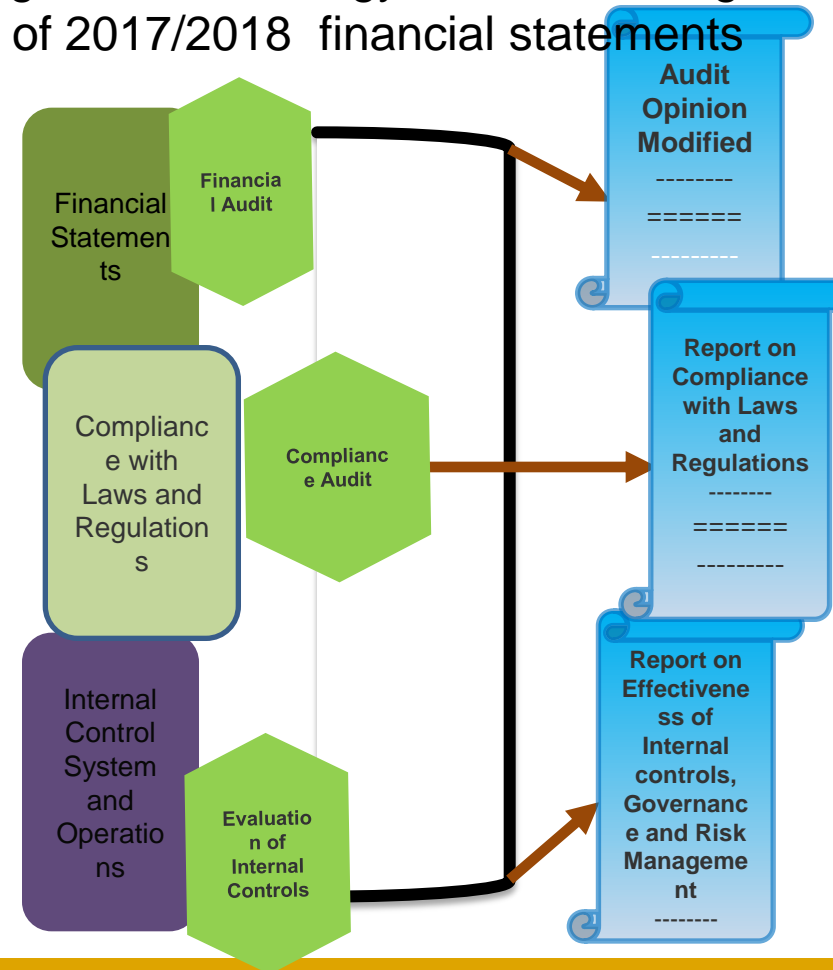 of 2017/2018 financial statements
Financial
Statemen
ts
Financia
l Audit
Audit
Opinion
Modified
--------
======
---------
Complianc
e with
Laws and
Regulation
s
Complianc
e Audit
Report on
Compliance
with Laws
and
Regulations
--------
======
---------
Internal
Control
System
and
Operatio
ns
Evaluatio
n of
Internal
Controls
Report on
Effectivene
ss of
Internal
controls,
Governanc
e and Risk
Manageme
nt
--------